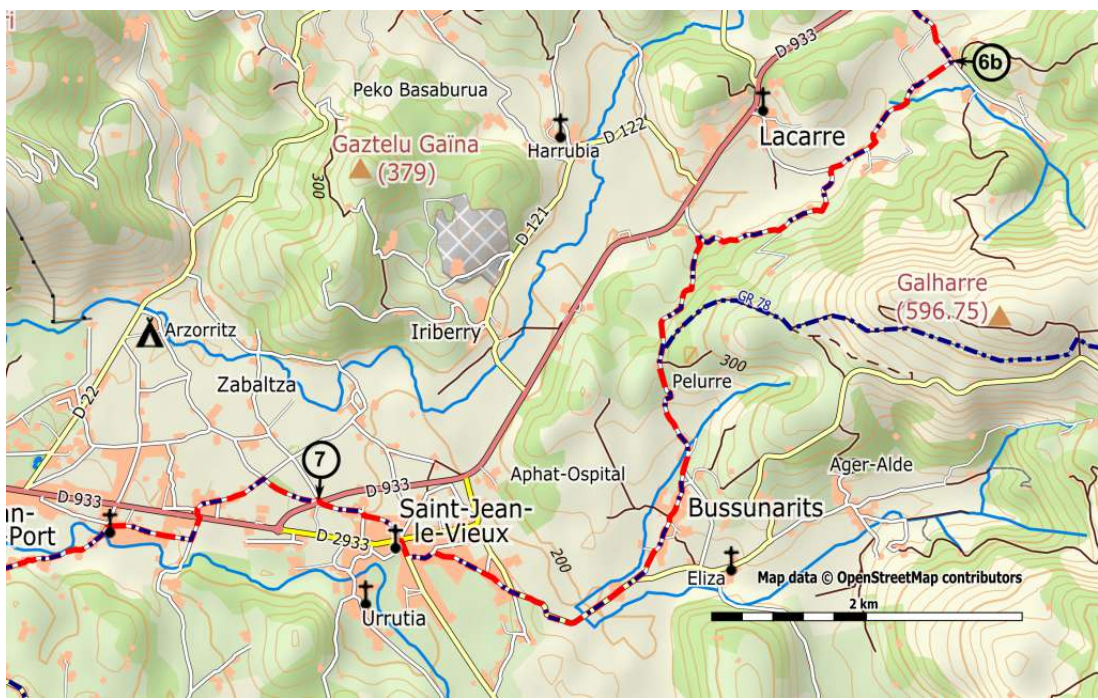 D 933
6b
Peko Basaburua
D 122
Harrubia
Lacarre
Gaztelu Gaïna
(379)
300
D 121
Galharre
(596.75)
GR 78
Arzorritz
Iriberry
300
Pelurre
D 22
Zabaltza
7
D 933
D 933
Aphat-Ospital
Ager-Alde
Saint-Jean-
le-Vieux
Bussunarits
an-
Port
D 2933
200
Eliza
Map data © OpenStreetMap contributors
2 km
Urrutia